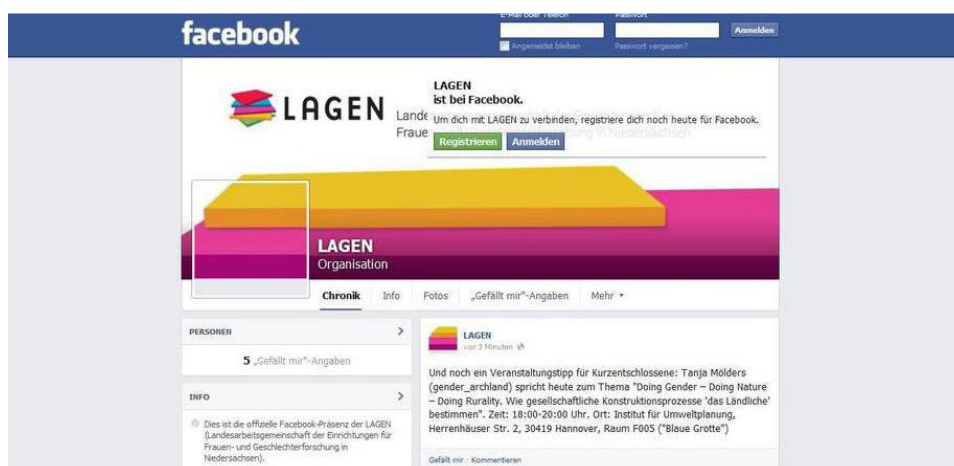 facebook
E-Mail oder Telefon
Passwort
Anmelden
Angemeldet bleiben
Passwort vergessen?
LAGEN
Lande
Fraue
in Niedersachsen
LAGEN
ist bei Facebook.
Um dich mit LAGEN zu verbinden, registriere dich noch heute für Facebook.
Registrieren
Anmelden
LAGEN
Organisation
Chronik Info Fotos „Gefällt mir“-Angaben Mehr
PERSONEN
5 „Gefällt mir“-Angaben
INFO
Dies ist die offizielle Facebook-Präsenz der LAGEN
(Landesarbeitsgemeinschaft der Einrichtungen für
Frauen- und Geschlechterforschung in
Niedersachsen).
LAGEN
vor 3 Minuten
Und noch ein Veranstaltungstipp für Kurzentschlossene: Tanja Mölders
(gender_archland) spricht heute zum Thema "Doing Gender – Doing Nature
– Doing Rurality. Wie gesellschaftliche Konstruktionsprozesse 'das Ländliche'
bestimmen". Zeit: 18:00-20:00 Uhr. Ort: Institut für Umweltplanung,
Herrenhäuser Str. 2, 30419 Hannover, Raum F005 ("Blaue Grotte")
Gefällt mir · Kommentieren